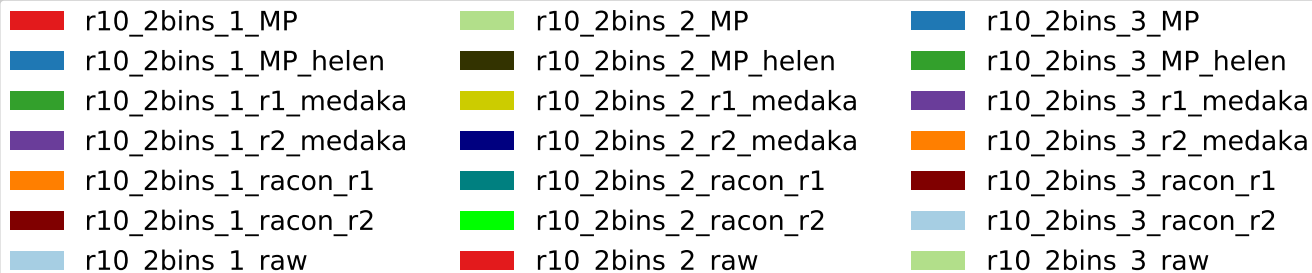 r10_2bins_1_MP r10_2bins_2_MP r10_2bins_3_MP
r10_2bins_1_MP_helen r10_2bins_2_MP_helen r10_2bins_3_MP_helen
r10_2bins_1_r1_medaka r10_2bins_2_r1_medaka r10_2bins_3_r1_medaka
r10_2bins_1_r2_medaka r10_2bins_2_r2_medaka r10_2bins_3_r2_medaka
r10_2bins_1_racon_r1 r10_2bins_2_racon_r1 r10_2bins_3_racon_r1
r10_2bins_1_racon_r2 r10_2bins_2_racon_r2 r10_2bins_3_racon_r2
r10_2bins_1_raw r10_2bins_2_raw r10_2bins_3_raw